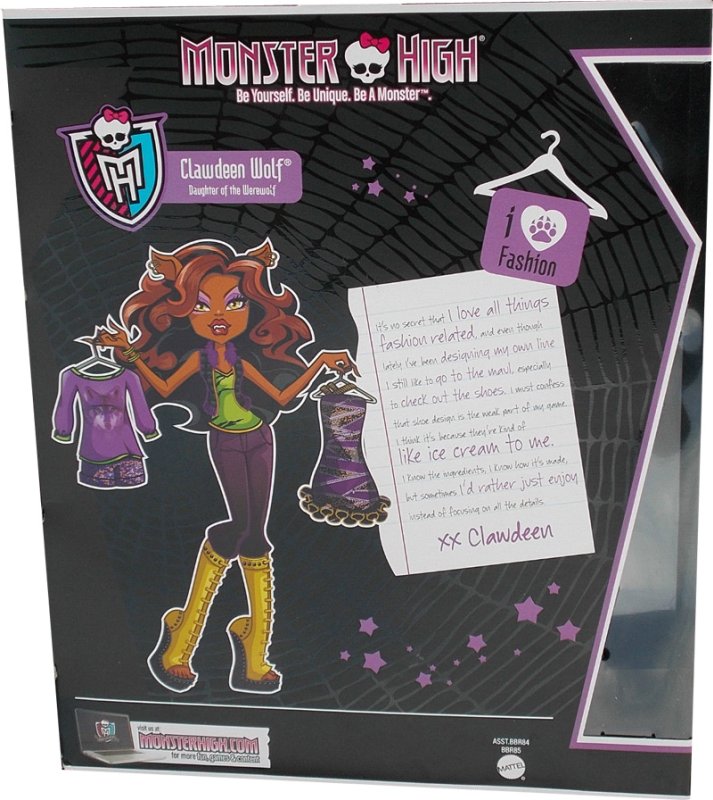 MONSTER HIGH®
Be Yourself. Be Unique. Be A Monster™.
Clawdeen Wolf®
Daughter of the Werewolf
i
Fashion
It's no secret that I love all things
fashion related, and even though
lately I've been designing my own line
I still like to go to the maul, especially
to check out the shoes. I must confess
that shoe design is the weak part of my game.
I think it's because they're kind of
like ice cream to me.
I know the ingredients, I know how it's made,
but sometimes I'd rather just enjoy
instead of focusing on all the details.
xx Clawdeen
visit us at
MONSTERHIGH.COM
for more fun, games & content
ASST. BBR84
BBR85
MATTEL